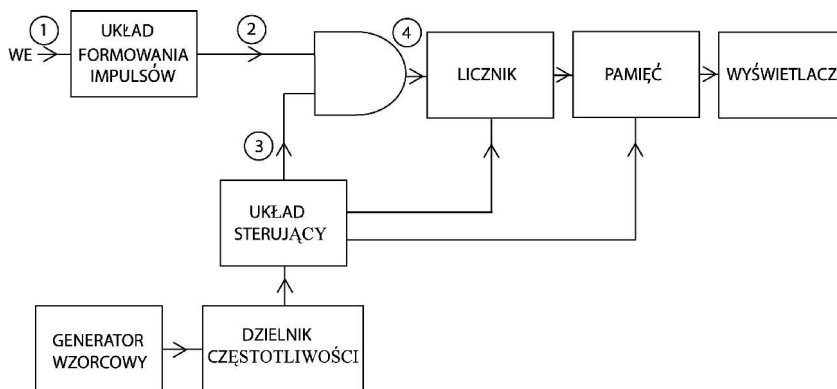 1
2
4
WE
UKŁAD
FORMOWANIA
IMPULSÓW
LICZNIK
PAMIĘĆ
WYŚWIETLACZ
3
UKŁAD
STERUJĄCY
GENERATOR
WZORCOWY
DZIELNIK
CZĘSTOTLIWOŚCI